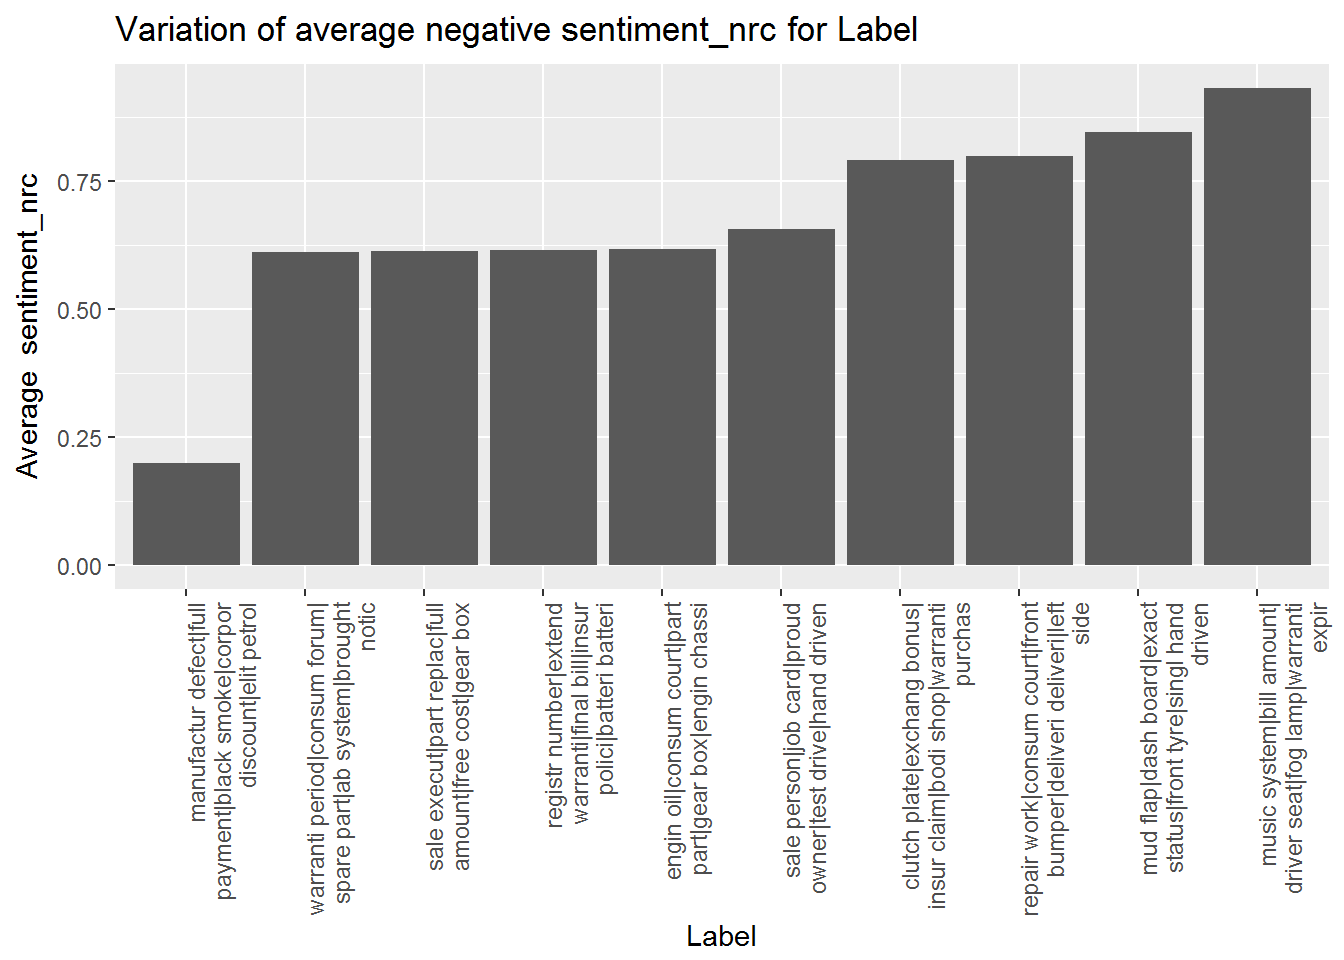 Variation of average negative sentiment_nrc for Label
Average  sentiment_nrc
0.75
0.50
0.25
0.00
manufactur defect|full
payment|black smoke|corpor
discount|elit petrol
warranti period|consum forum|
spare part|ab system|brought
notic
sale execut|part replac|full
amount|free cost|gear box
registr number|extend
warranti|final bill|insur
polici|batteri batteri
engin oil|consum court|part
part|gear box|engin chassi
sale person|job card|proud
owner|test drive|hand driven
clutch plate|exchang bonus|
insur claim|bodi shop|warranti
purchas
repair work|consum court|front
bumper|deliveri deliveri|left
side
mud flap|dash board|exact
status|front tyre|singl hand
driven
music system|bill amount|
driver seat|fog lamp|warranti
expir
Label